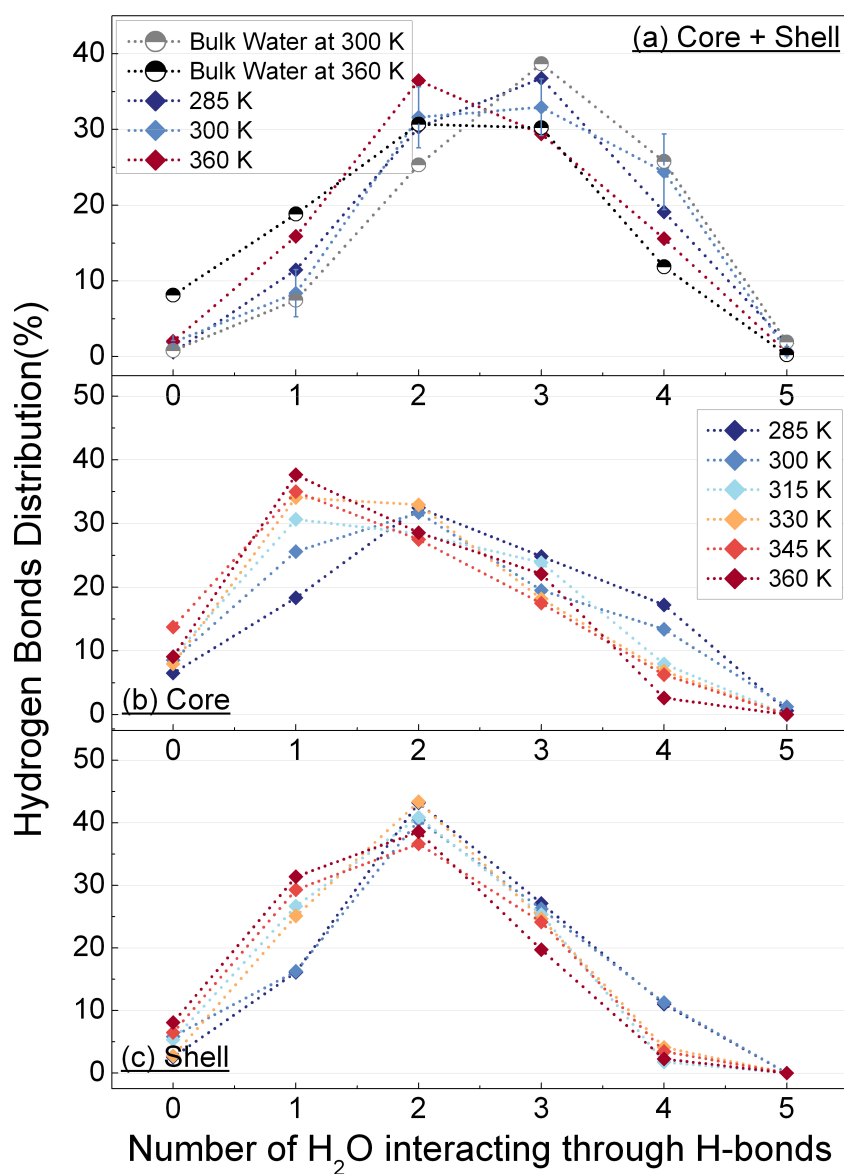 Hydrogen Bonds Distribution(%)
(a) Core + Shell
Bulk Water at 300 K
Bulk Water at 360 K
285 K
300 K
360 K
40
30
20
10
0
0 1 2 3 4 5
50
40
30
20
10
0
285 K
300 K
315 K
330 K
345 K
360 K
(b) Core
0 1 2 3 4 5
50
40
30
20
10
0
(c) Shell
0 1 2 3 4 5
Number of H₂O interacting through H-bonds